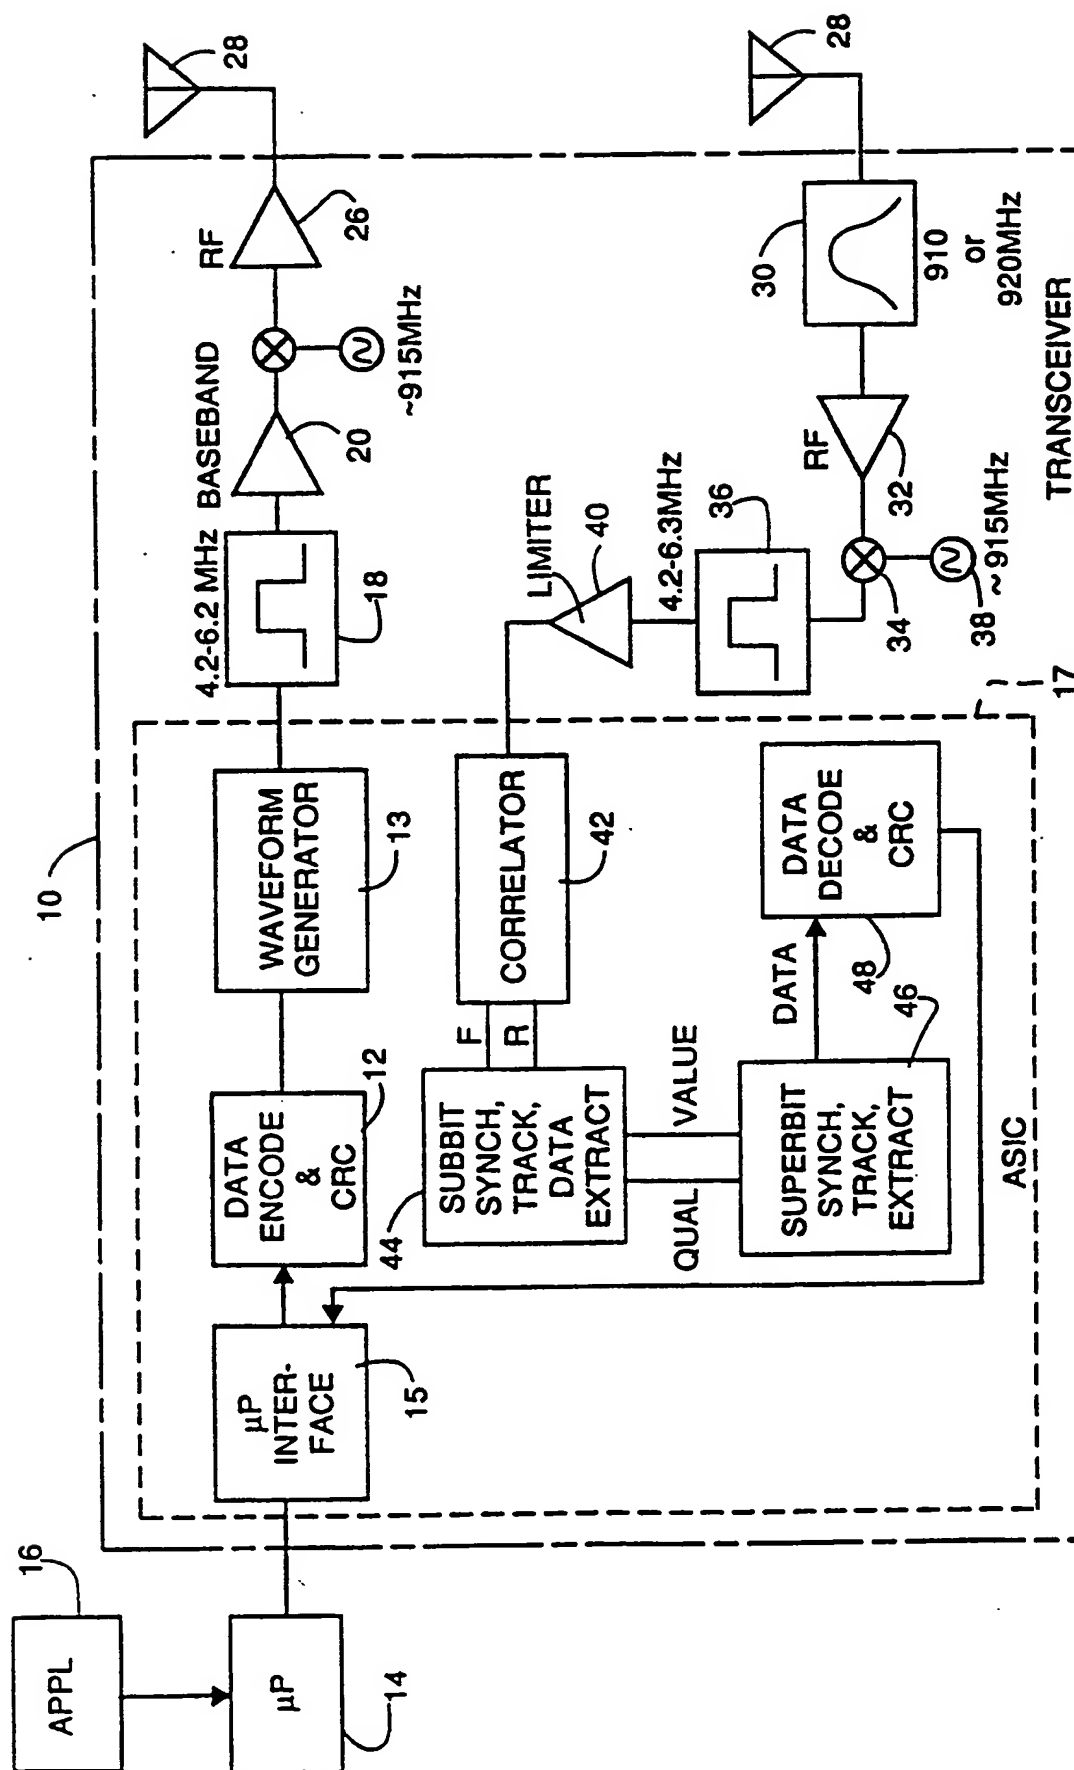 10
16
APPL
µP
14
µP
INTER-
FACE
15
DATA
ENCODE
&
CRC
12
WAVEFORM
GENERATOR
13
4.2-6.2 MHz
18
BASEBAND
20
~915MHz
RF
26
28
44
SUBBIT
SYNCH,
TRACK,
DATA
EXTRACT
F
R
CORRELATOR
42
LIMITER
40
4.2-6.3MHz
36
34
38
~915MHz
RF
32
30
910
or
920MHz
28
QUAL
VALUE
SUPERBIT
SYNCH,
TRACK,
EXTRACT
46
DATA
DATA
DECODE
&
CRC
48
ASIC
17
TRANSCEIVER